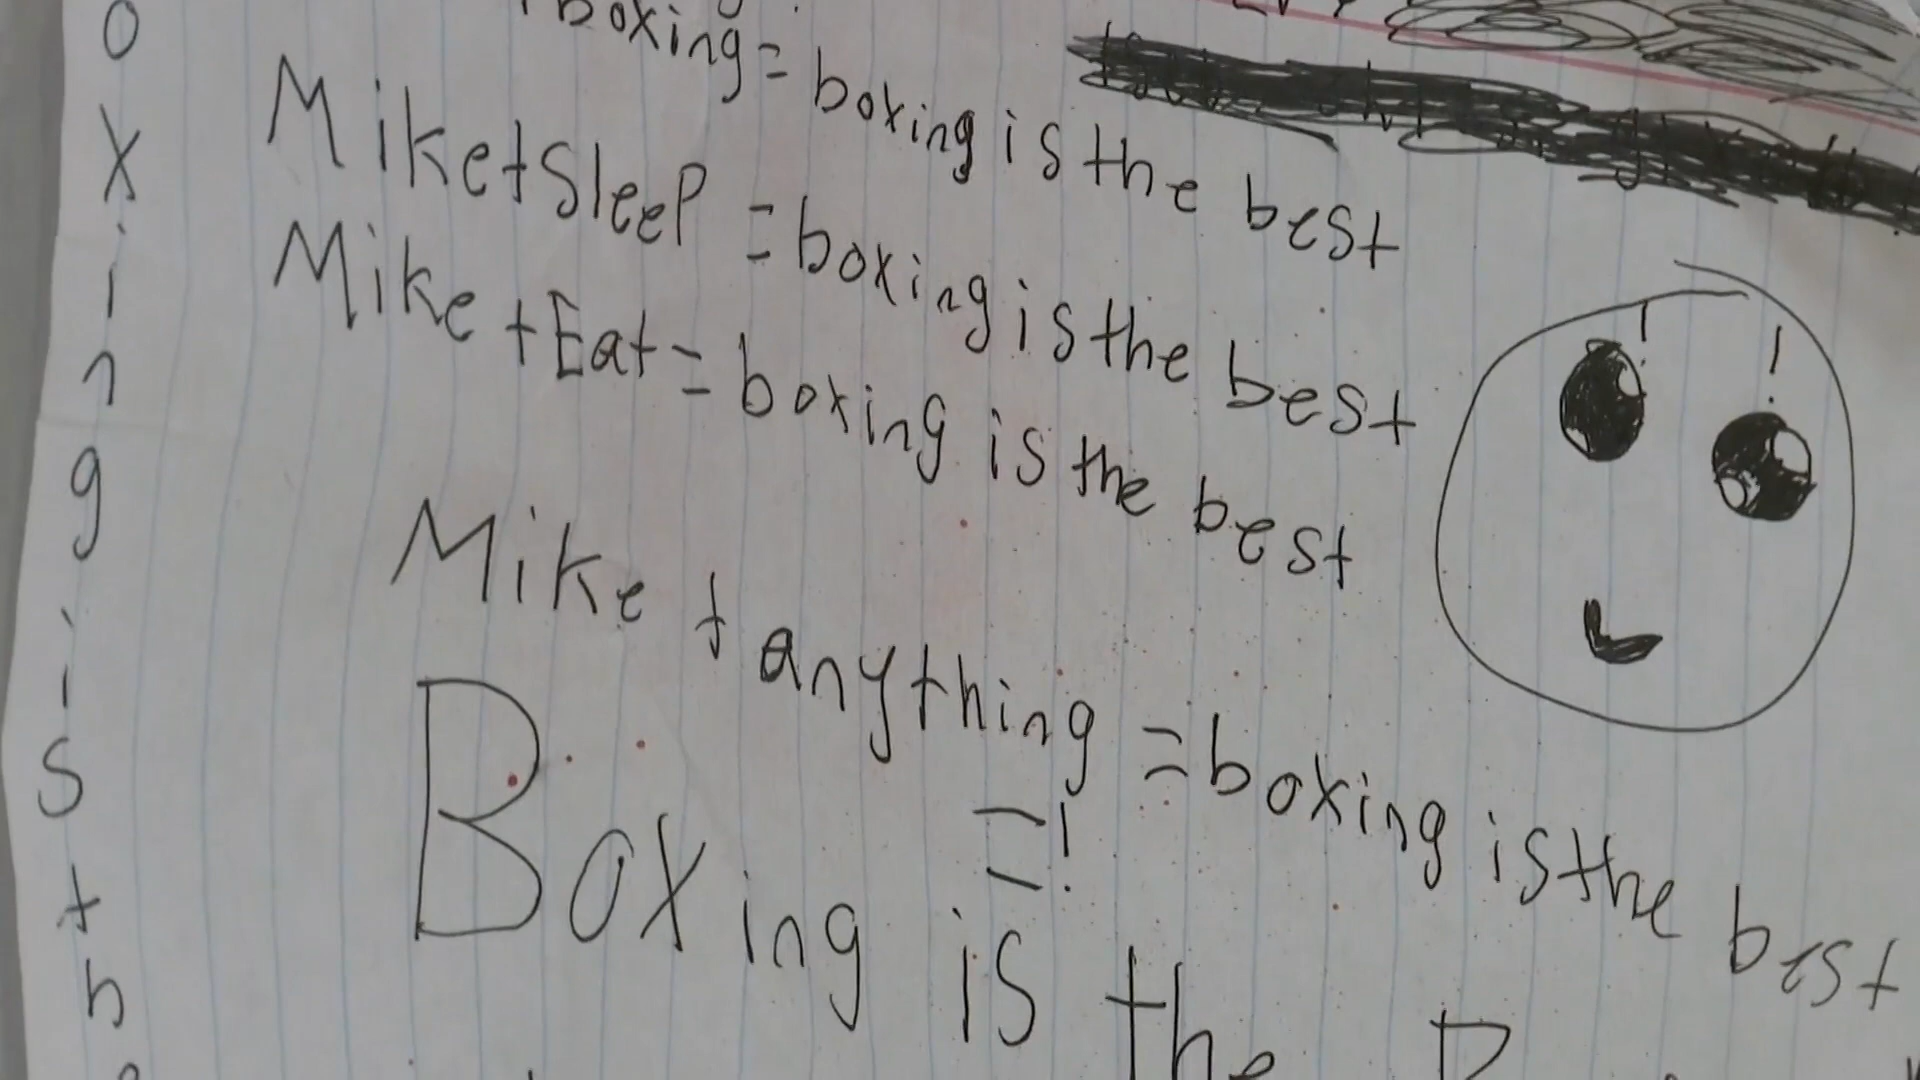 boxing = boxing is the best
Mike + Sleep = boxing is the best
Mike + Eat = boxing is the best
Mike + anything = boxing is the best
=!
Boxing is the
o
x
i
n
g
i
s
t
h